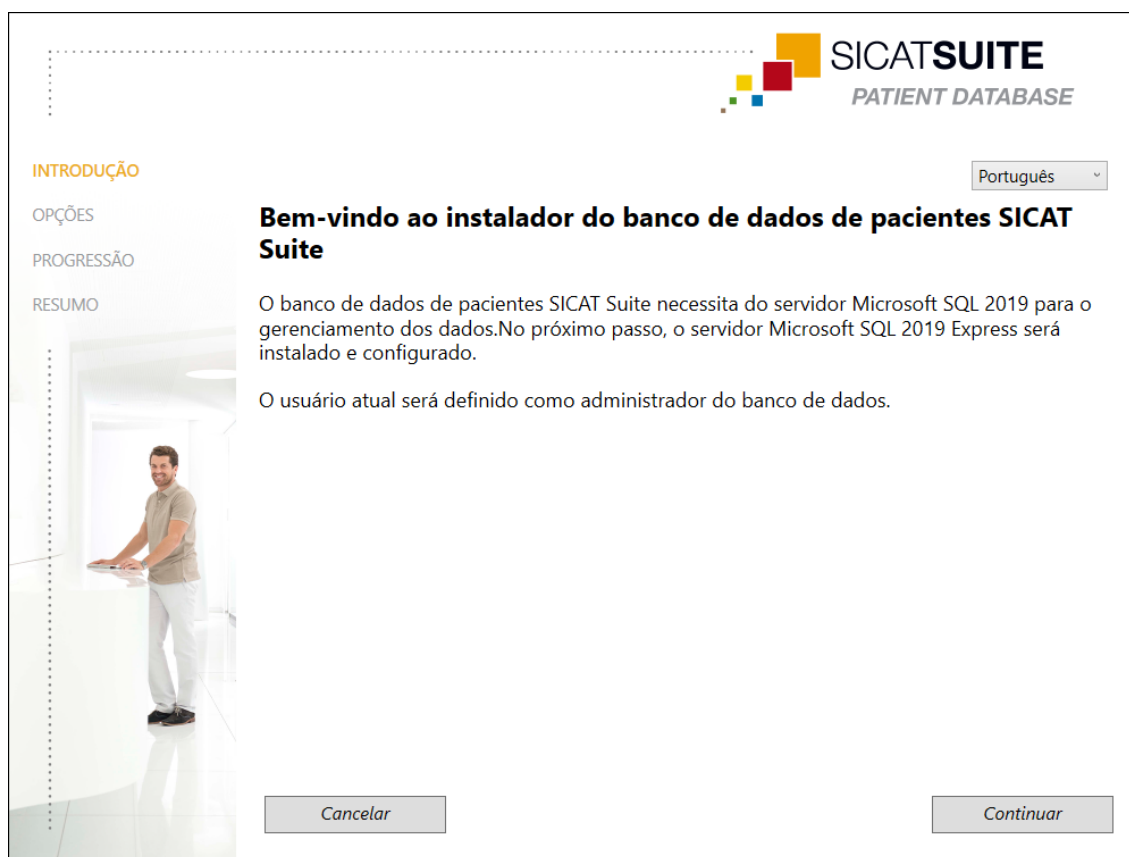 SICATSUITE
PATIENT DATABASE
INTRODUÇÃO
OPÇÕES
PROGRESSÃO
RESUMO
Português
Bem-vindo ao instalador do banco de dados de pacientes SICAT
Suite
O banco de dados de pacientes SICAT Suite necessita do servidor Microsoft SQL 2019 para o
gerenciamento dos dados.No próximo passo, o servidor Microsoft SQL 2019 Express será
instalado e configurado.
O usuário atual será definido como administrador do banco de dados.
Cancelar
Continuar